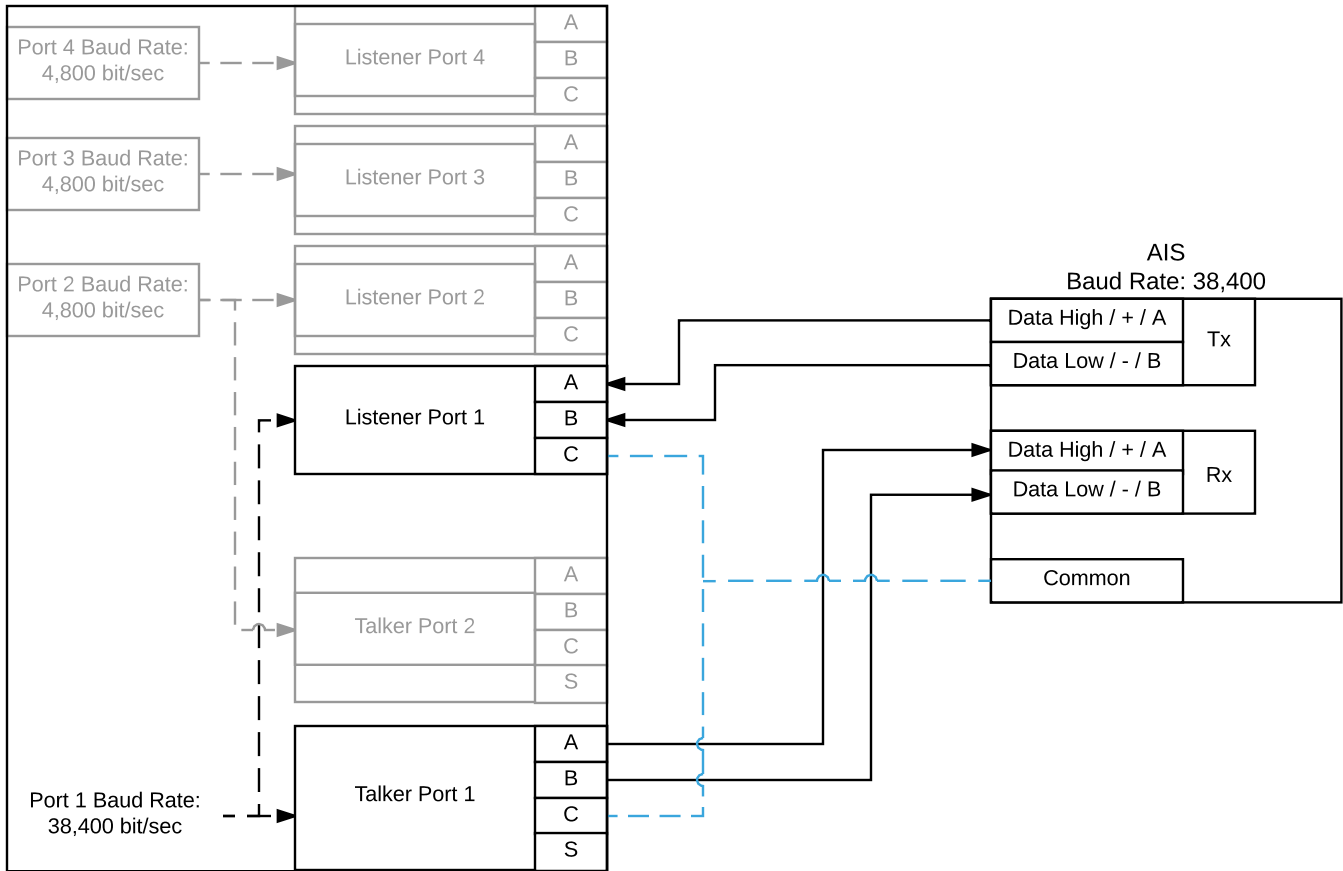 Port 4 Baud Rate:
4,800 bit/sec
Listener Port 4
A
B
C
Port 3 Baud Rate:
4,800 bit/sec
Listener Port 3
A
B
C
Port 2 Baud Rate:
4,800 bit/sec
Listener Port 2
A
B
C
Listener Port 1
A
B
C
Talker Port 2
A
B
C
S
Port 1 Baud Rate:
38,400 bit/sec
Talker Port 1
A
B
C
S
AIS
Baud Rate: 38,400
Data High / + / A
Data Low / - / B
Tx
Data High / + / A
Data Low / - / B
Rx
Common